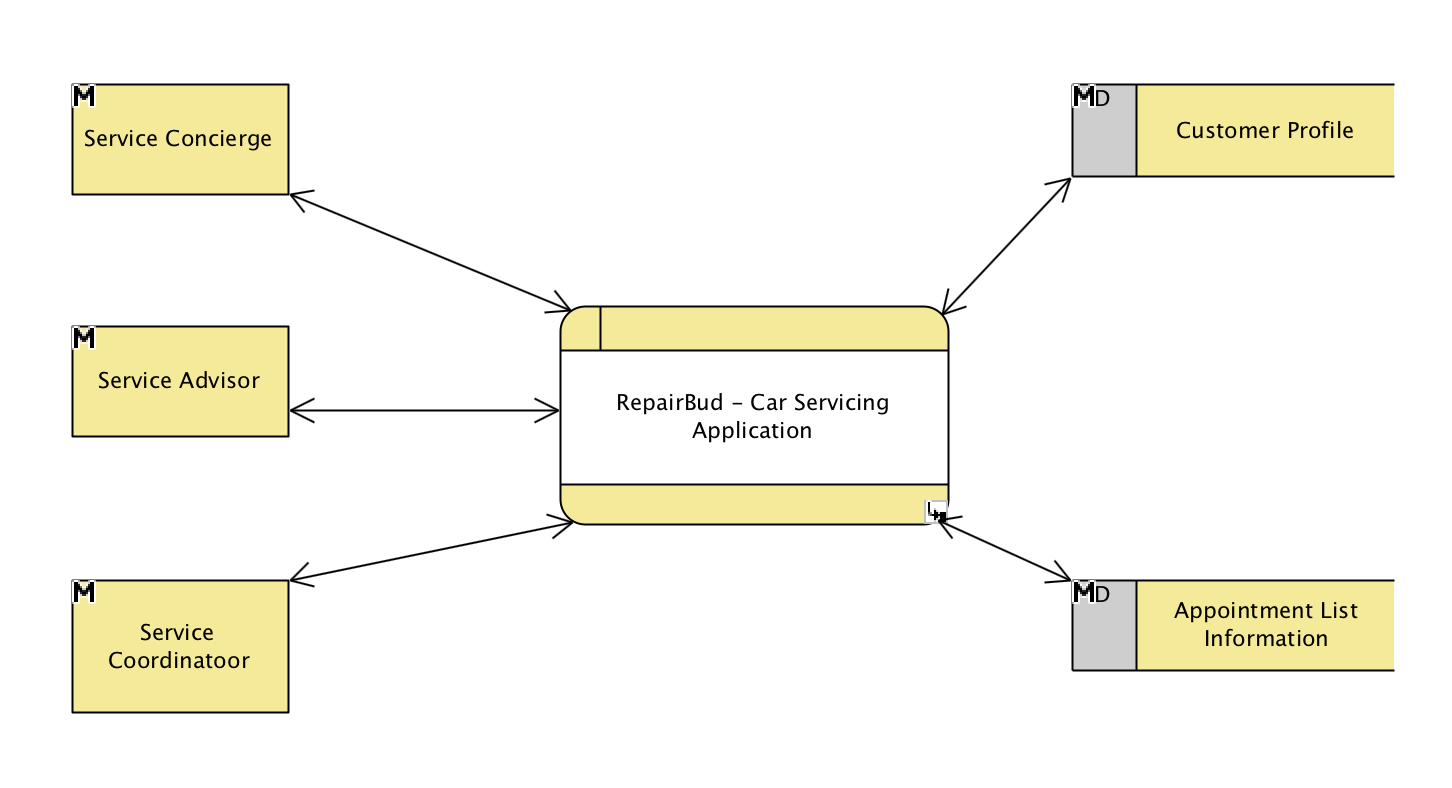 M
Service Concierge
M
Service Advisor
M
Service
Coordinatoor
RepairBud – Car Servicing
Application
MD
Customer Profile
MD
Appointment List
Information